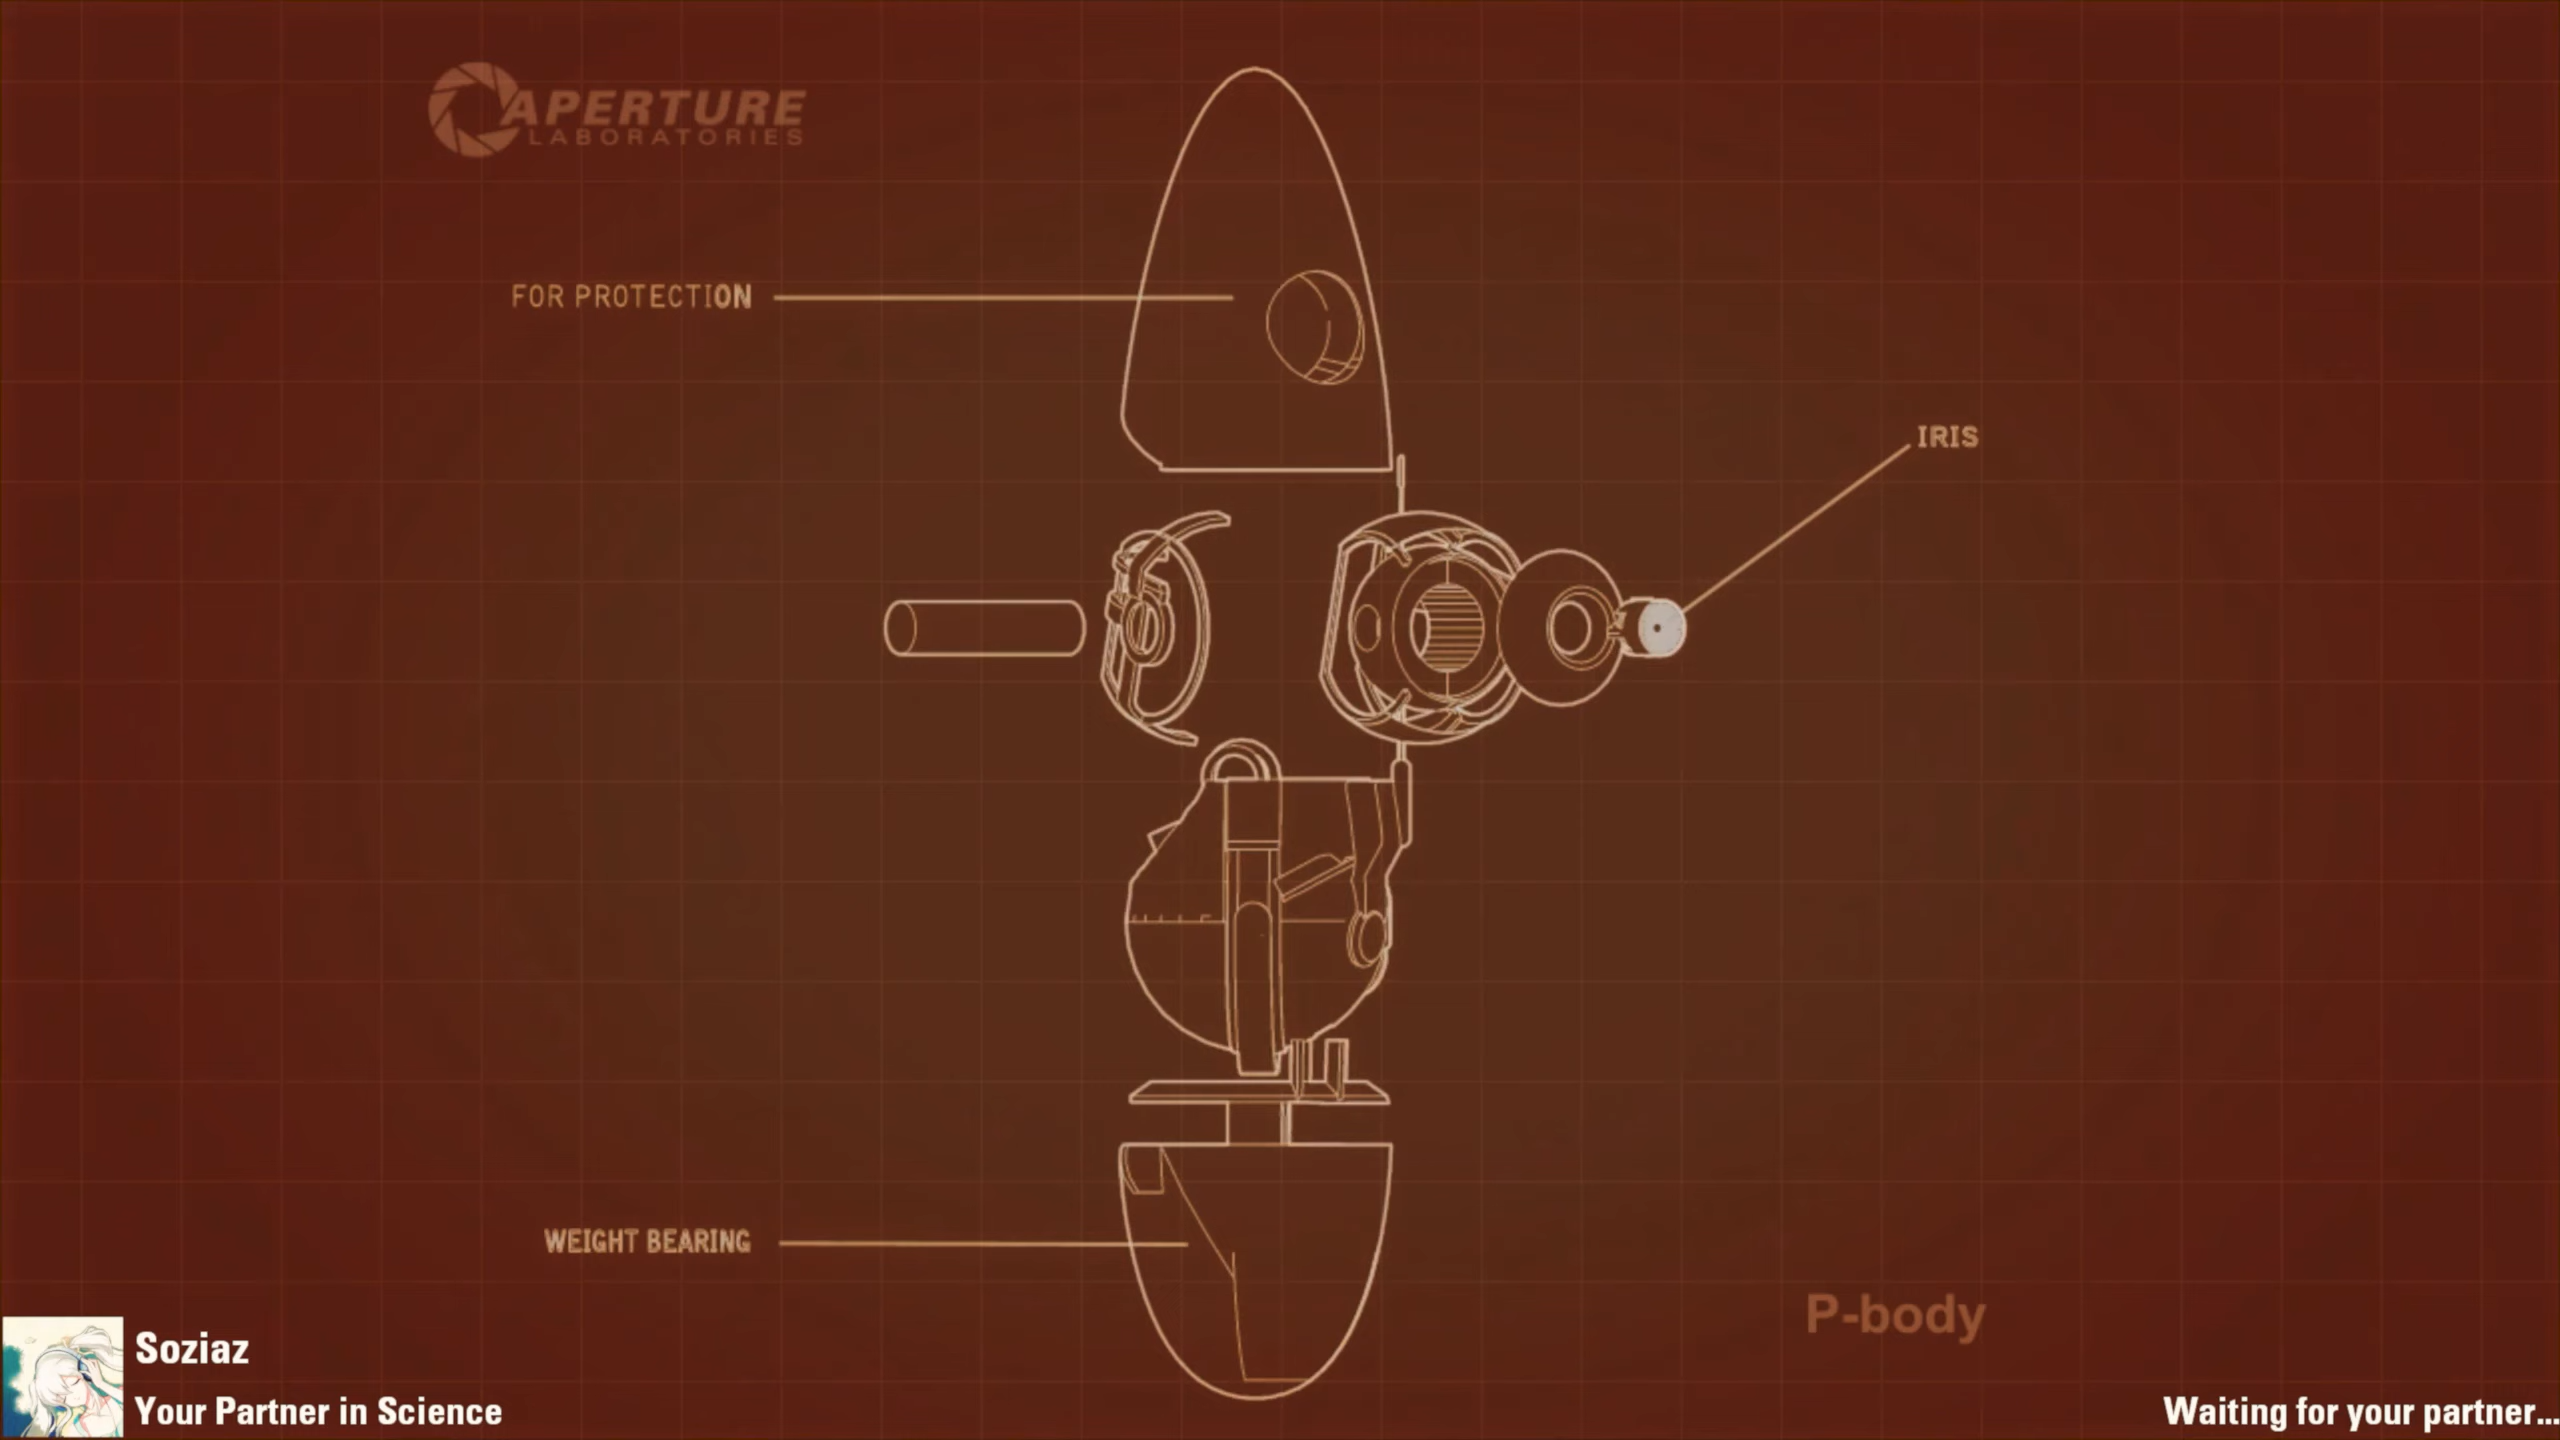 APERTURE
LABORATORIES
FOR PROTECTION
IRIS
WEIGHT BEARING
P-body
Soziaz
Your Partner in Science
Waiting for your partner...